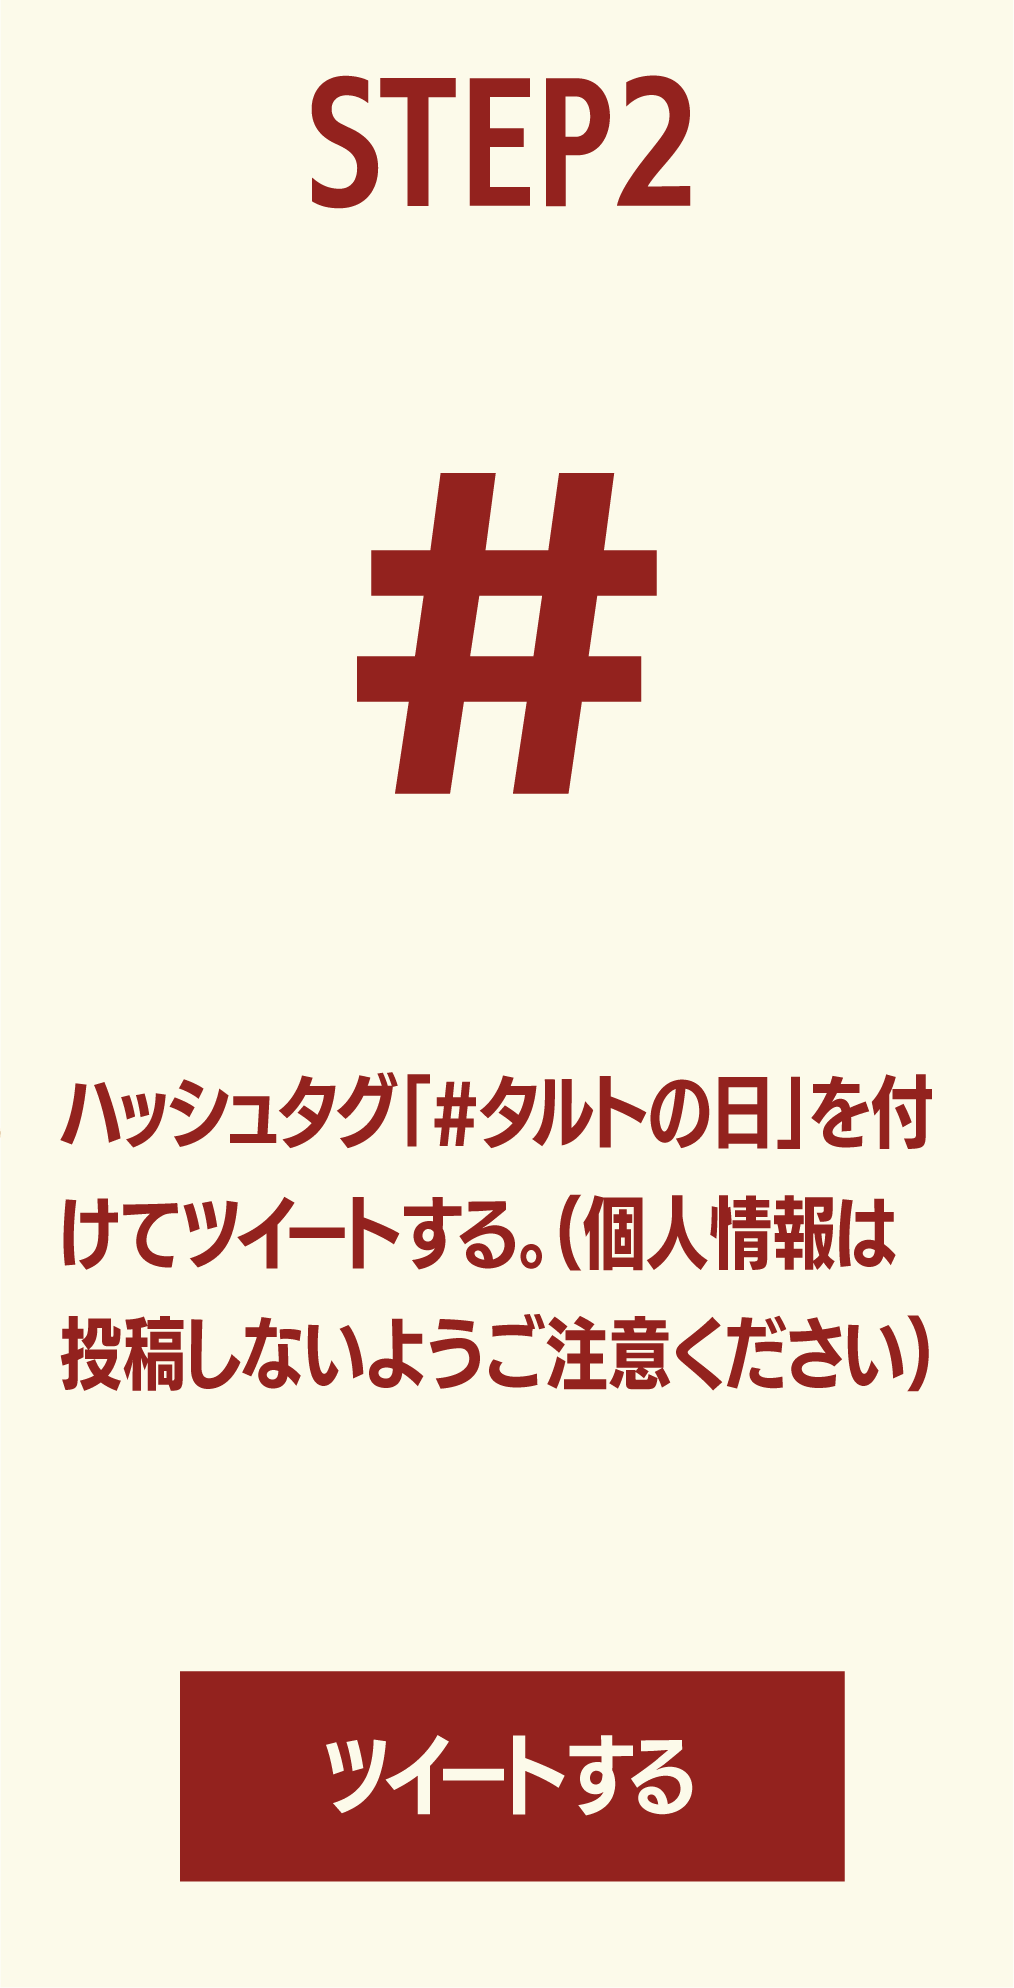 STEP2
#
ハッシュタグ「#タルトの日」を付
けてツイートする。(個人情報は
投稿しないようご注意ください)
ツイートする